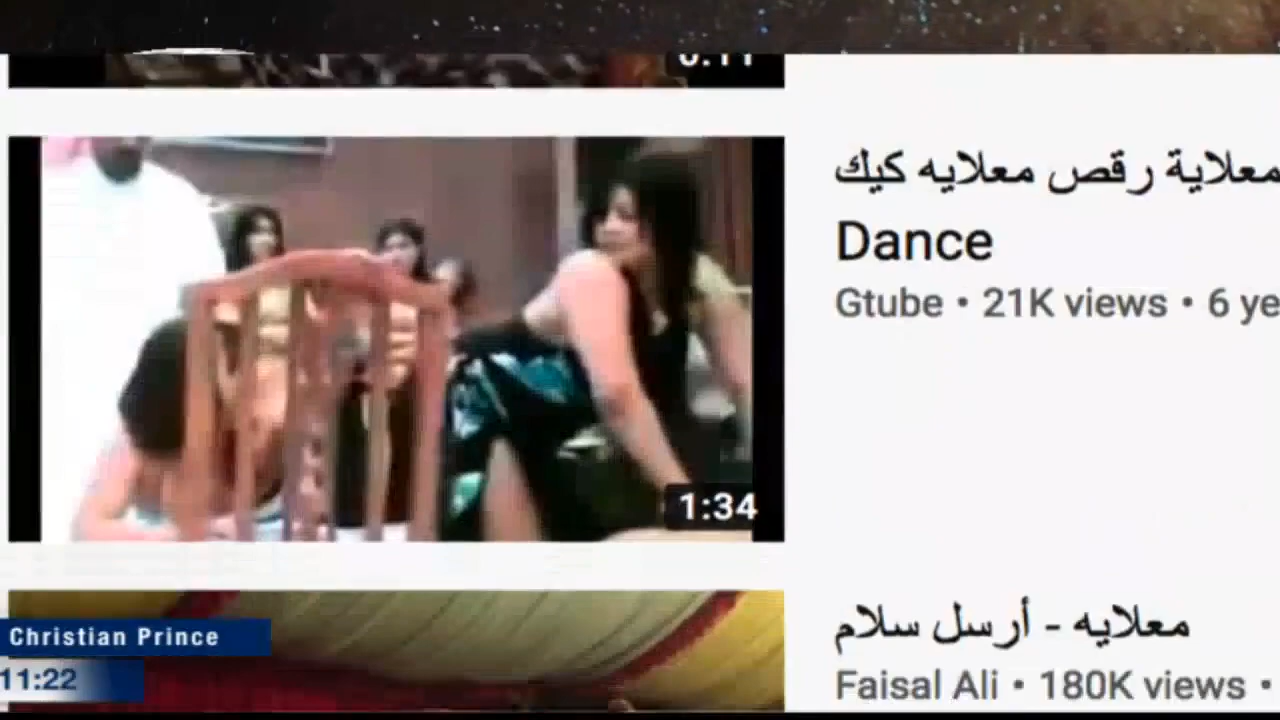 معلاية رقص معلايه كيك
Dance
Gtube • 21K views • 6 ye
1:34
معلايه - أرسل سلام
Faisal Ali • 180K views •
Christian Prince
11:22